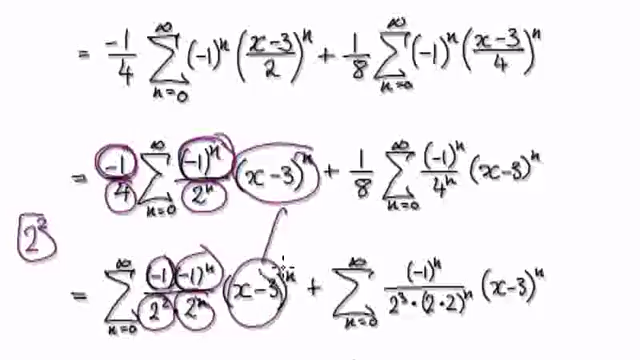 = -1/4 ∞∑n=0 (-1)^n (x-3/2)^n + 1/8 ∞∑n=0 (-1)^n (x-3/4)^n
= -1/4 ∞∑n=0 (-1)^n/2^n (x-3)^n + 1/8 ∞∑n=0 (-1)^n/4^n (x-3)^n
2^2
= ∞∑n=0 (-1)(-1)^n/2^2·2^n (x-3)^n + ∞∑n=0 (-1)^n/2^3·(2·2)^n (x-3)^n